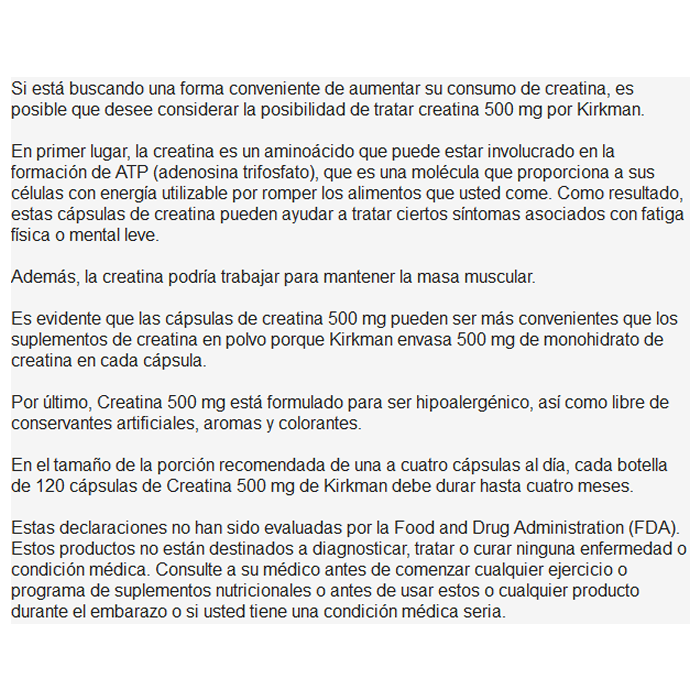 Si está buscando una forma conveniente de aumentar su consumo de creatina, es
posible que desee considerar la posibilidad de tratar creatina 500 mg por Kirkman.
En primer lugar, la creatina es un aminoácido que puede estar involucrado en la
formación de ATP (adenosina trifosfato), que es una molécula que proporciona a sus
células con energía utilizable por romper los alimentos que usted come. Como resultado,
estas cápsulas de creatina pueden ayudar a tratar ciertos síntomas asociados con fatiga
física o mental leve.
Además, la creatina podría trabajar para mantener la masa muscular.
Es evidente que las cápsulas de creatina 500 mg pueden ser más convenientes que los
suplementos de creatina en polvo porque Kirkman envasa 500 mg de monohidrato de
creatina en cada cápsula.
Por último, Creatina 500 mg está formulado para ser hipoalergénico, así como libre de
conservantes artificiales, aromas y colorantes.
En el tamaño de la porción recomendada de una a cuatro cápsulas al día, cada botella
de 120 cápsulas de Creatina 500 mg de Kirkman debe durar hasta cuatro meses.
Estas declaraciones no han sido evaluadas por la Food and Drug Administration (FDA).
Estos productos no están destinados a diagnosticar, tratar o curar ninguna enfermedad o
condición médica. Consulte a su médico antes de comenzar cualquier ejercicio o
programa de suplementos nutricionales o antes de usar estos o cualquier producto
durante el embarazo o si usted tiene una condición médica seria.